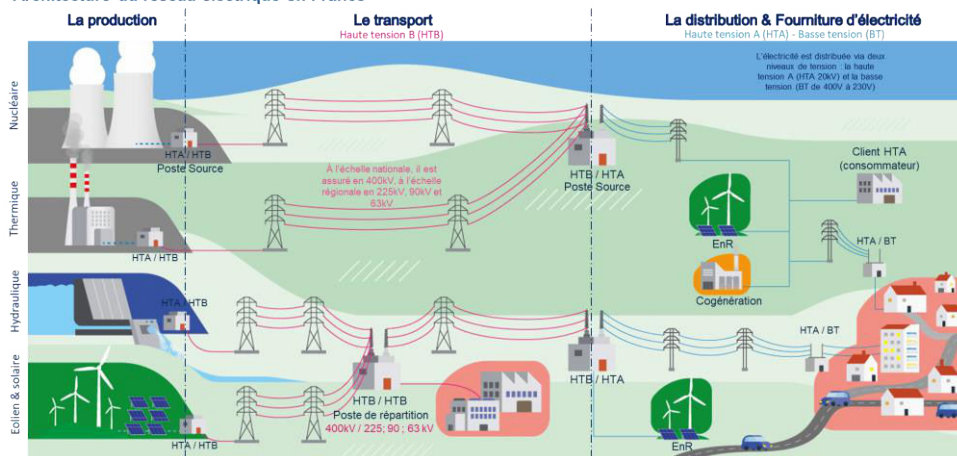 Architecture du réseau électrique en France
La production
Le transport
Haute tension B (HTB)
La distribution & Fourniture d'électricité
Haute tension A (HTA) - Basse tension (BT)
L'électricité est distribuée via deux
niveaux de tension : la haute
tension A (HTA 20kV) et la basse
tension (BT de 400V à 230V)
Nucléaire
HTA / HTB
Poste Source
À l'échelle nationale, il est
assuré en 400kV, à l'échelle
régionale en 225kV, 90kV et
63kV
HTB / HTA
Poste Source
Client HTA
(consommateur)
Thermique
HTA / HTB
EnR
HTA / BT
Cogénération
Hydraulique
HTA / HTB
HTA / BT
HTB / HTA
HTB / HTB
Poste de répartition
400kV / 225; 90 ; 63 kV
Eolien & solaire
HTA / HTB
EnR